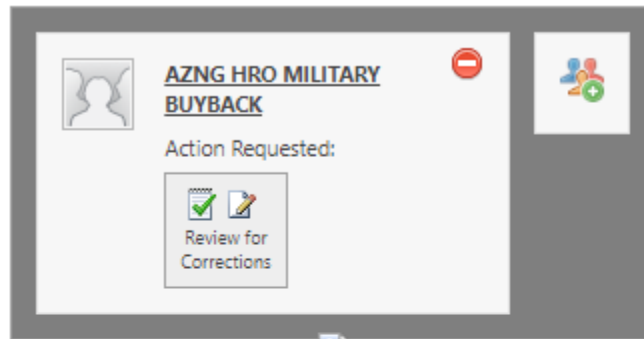 AZNG HRO MILITARY
BUYBACK
Action Requested:
Review for
Corrections